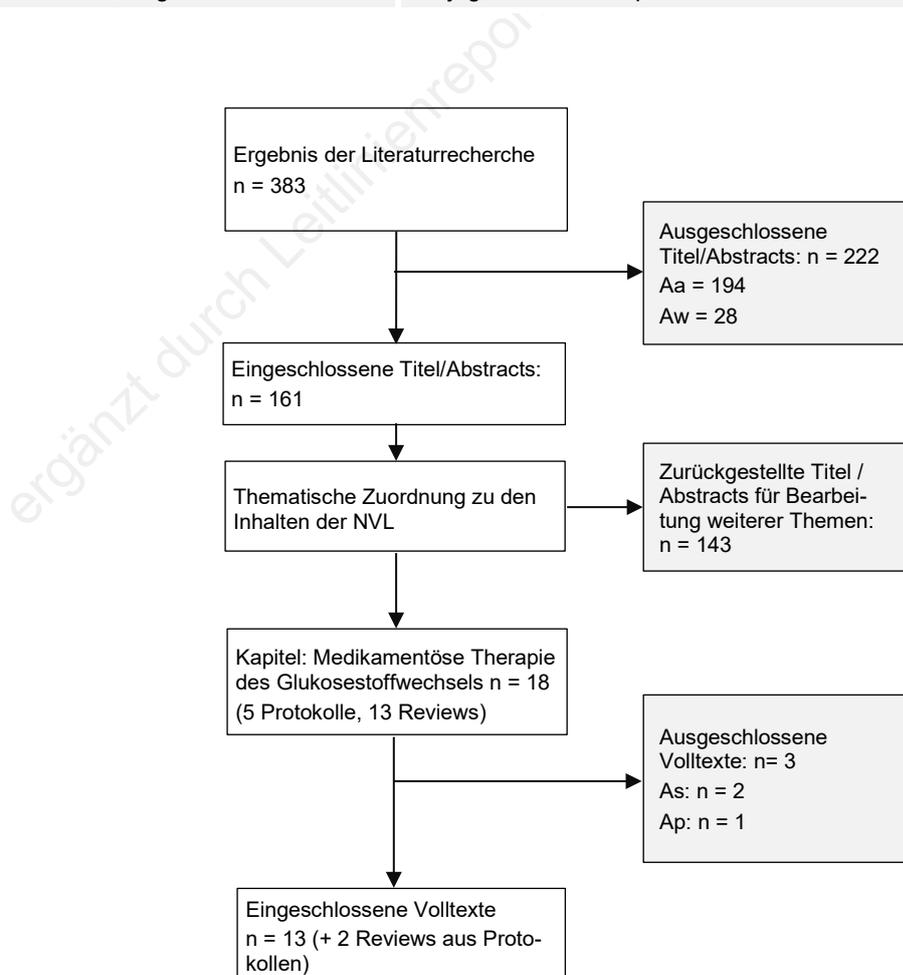 Ergebnis der Literaturrecherche
n = 383
Ausgeschlossene
Titel/Abstracts: n = 222
Aa = 194
Aw = 28
Eingeschlossene Titel/Abstracts:
n = 161
Thematische Zuordnung zu den
Inhalten der NVL
Zurückgestellte Titel /
Abstracts für Bearbei-
tung weiterer Themen:
n = 143
Kapitel: Medikamentöse Therapie
des Glukosestoffwechsels n = 18
(5 Protokolle, 13 Reviews)
Ausgeschlossene
Volltexte: n= 3
As: n = 2
Ap: n = 1
Eingeschlossene Volltexte
n = 13 (+ 2 Reviews aus Proto-
kollen)
ergänzt durch Leitlinienrepor